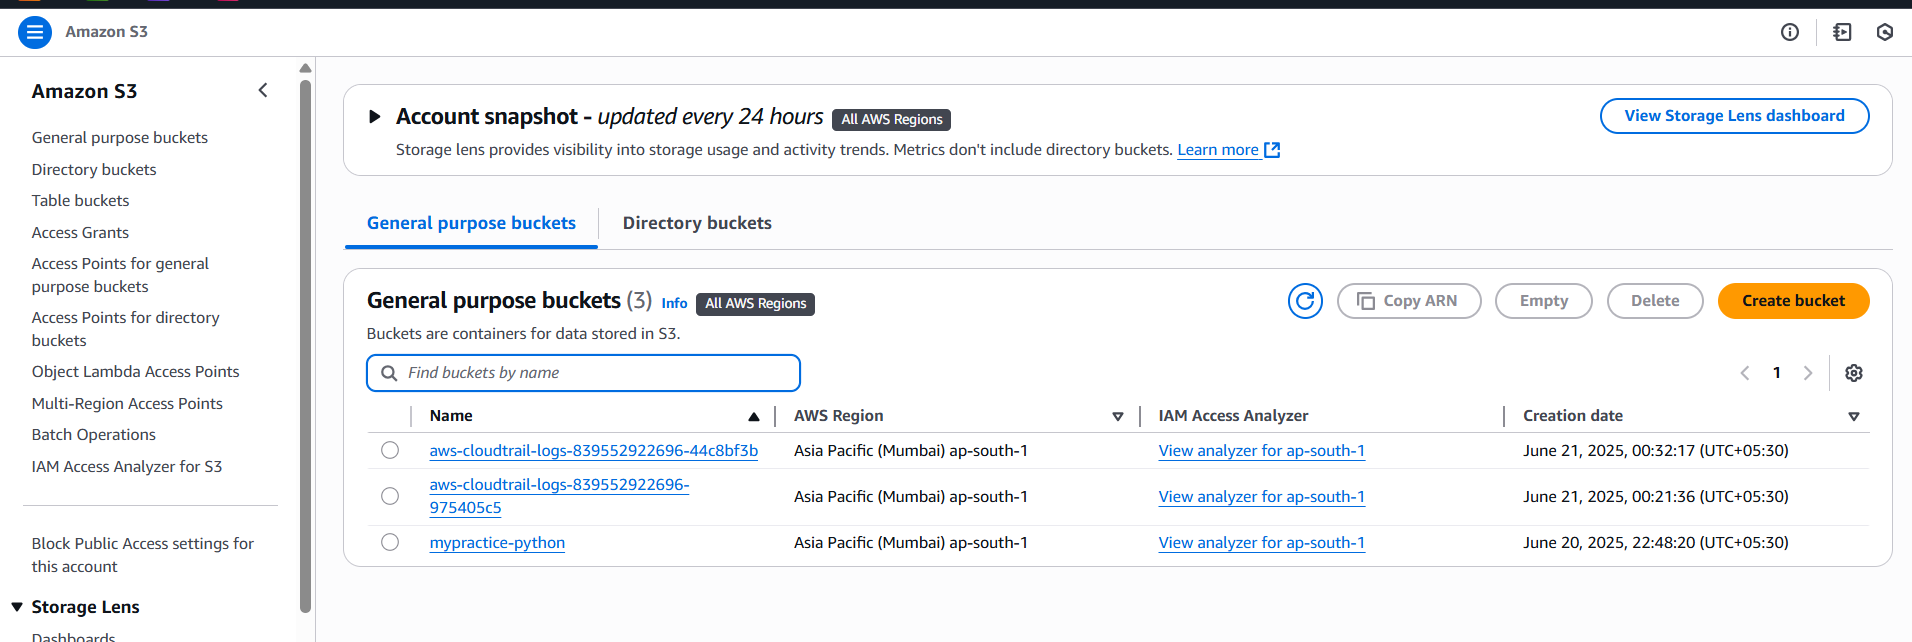 Amazon S3
Amazon S3
General purpose buckets
Directory buckets
Table buckets
Access Grants
Access Points for general
purpose buckets
Access Points for directory
buckets
Object Lambda Access Points
Multi-Region Access Points
Batch Operations
IAM Access Analyzer for S3
Block Public Access settings for
this account
Storage Lens
Dashboards
Account snapshot - updated every 24 hours All AWS Regions
View Storage Lens dashboard
Storage lens provides visibility into storage usage and activity trends. Metrics don't include directory buckets. Learn more
General purpose buckets Directory buckets
General purpose buckets (3) Info All AWS Regions
Copy ARN Empty Delete Create bucket
Buckets are containers for data stored in S3.
Find buckets by name
1
Name AWS Region IAM Access Analyzer Creation date
aws-cloudtrail-logs-839552922696-44c8bf3b Asia Pacific (Mumbai) ap-south-1 View analyzer for ap-south-1 June 21, 2025, 00:32:17 (UTC+05:30)
aws-cloudtrail-logs-839552922696-
975405c5 Asia Pacific (Mumbai) ap-south-1 View analyzer for ap-south-1 June 21, 2025, 00:21:36 (UTC+05:30)
mypractice-python Asia Pacific (Mumbai) ap-south-1 View analyzer for ap-south-1 June 20, 2025, 22:48:20 (UTC+05:30)